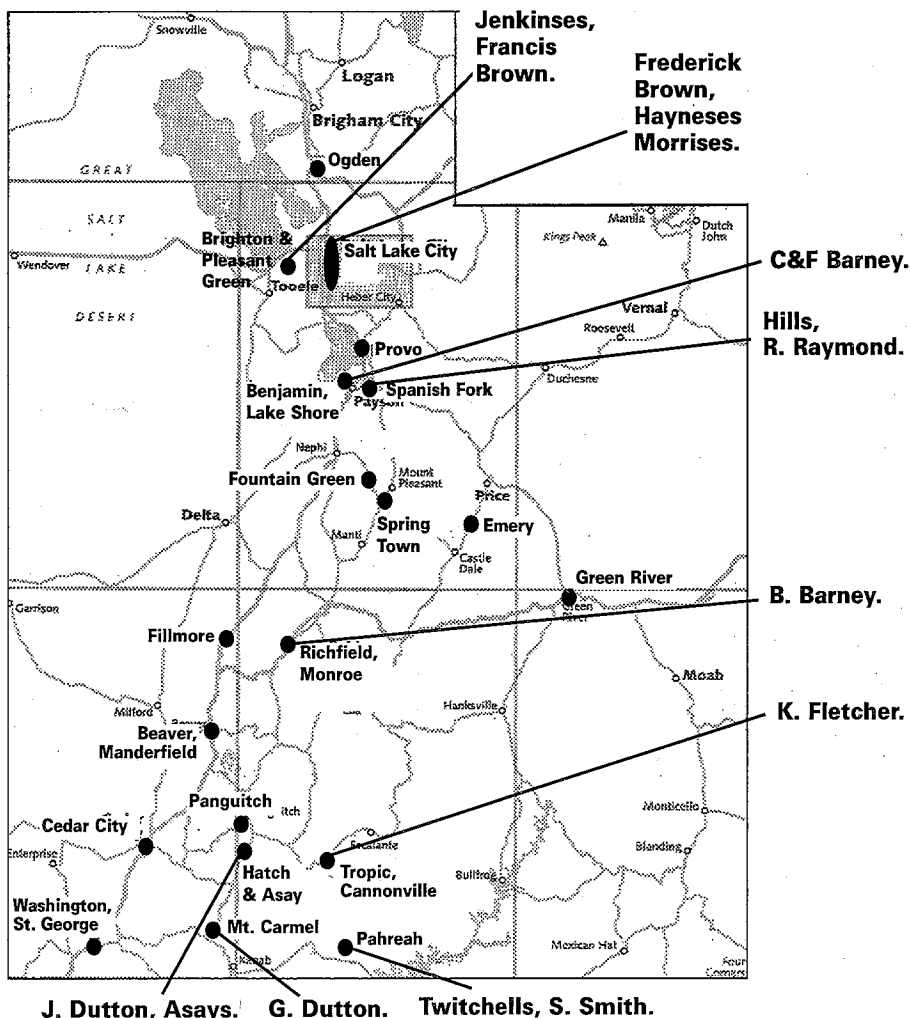 Jenkinses,
Francis
Brown.
Frederick
Brown,
Hayneses
Morrises.
Snowville
Logan
Brigham City
Ogden
GREAT
SALT
LAKE
DESERT
Wendover
Brighton &
Pleasant
Green
Tooele
Salt Lake City
Heber City
Manila
Dutch
John
Kings Peak
C&F Barney.
Vernal
Roosevelt
Hills,
R. Raymond.
Provo
Duchesne
Benjamin,
Lake Shore
Payson
Spanish Fork
Nephi
Fountain Green
Mount
Pleasant
Price
Delta
Spring
Town
Emery
Manti
Castle
Dale
Green River
Green
River
Garrison
B. Barney.
Fillmore
Richfield,
Monroe
Moab
Hanksville
Milford
K. Fletcher.
Beaver,
Manderfield
Panguitch
itch
Monticello
Cedar City
Escalante
Enterprise
Blanding
Hatch
& Asay
Tropic,
Cannonville
Bullfrog
Washington,
St. George
Mt. Carmel
Pahreah
Mexican Hat
Kanab
Four
Corners
J. Dutton, Asays.
G. Dutton.
Twitchells, S. Smith.